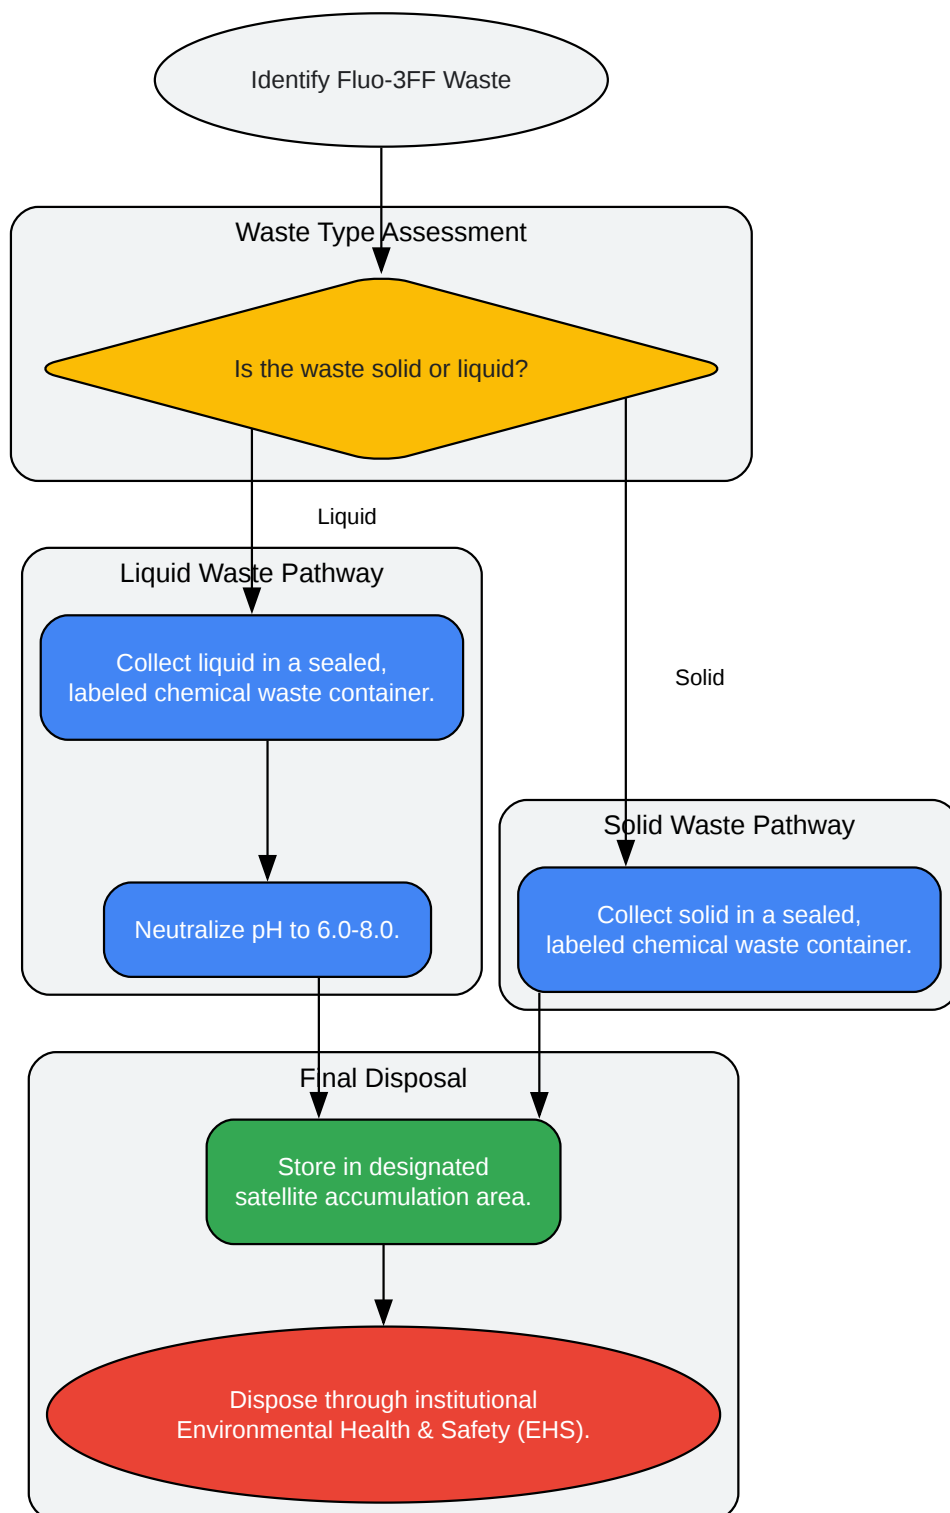 Identify Fluo-3FF Waste
Waste Type Assessment
Is the waste solid or liquid?
Liquid
Liquid Waste Pathway
Collect liquid in a sealed,
labeled chemical waste container.
Solid
Neutralize pH to 6.0-8.0.
Solid Waste Pathway
Collect solid in a sealed,
labeled chemical waste container.
Final Disposal
Store in designated
satellite accumulation area.
Dispose through institutional
Environmental Health & Safety (EHS).